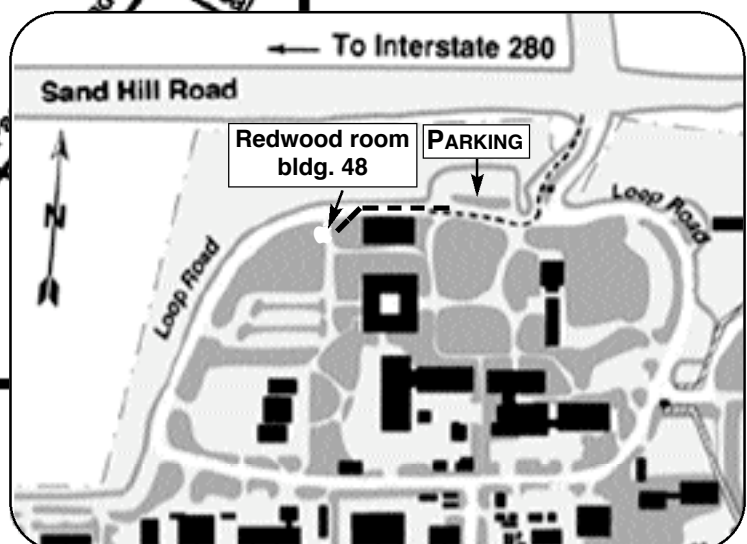 To Interstate 280
Sand Hill Road
Redwood room
bldg. 48
PARKING
Loop Road
N
Loop Road